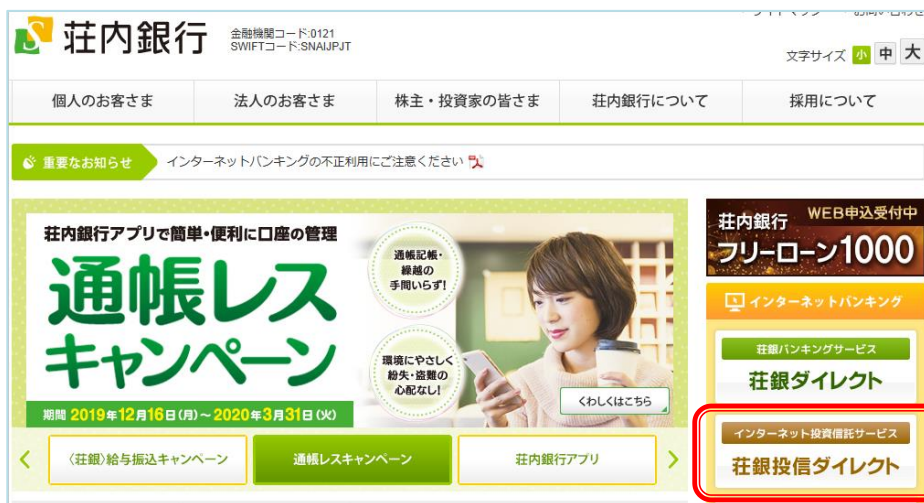 荘内銀行
金融機関コード:0121
SWIFTコード:SNAIJPJT
文字サイズ 小 中 大
個人のお客さま 法人のお客さま 株主・投資家の皆さま 荘内銀行について 採用について
重要なお知らせ インターネットバンキングの不正利用にご注意ください
荘内銀行アプリで簡単・便利に口座の管理
通帳レス
キャンペーン
期間 2019年12月16日(月)~2020年3月31日(火)
通帳記帳・
繰越の
手間いらず!
環境にやさしく
紛失・盗難の
心配なし!
くわしくはこちら
〈荘銀〉給与振込キャンペーン 通帳レスキャンペーン 荘内銀行アプリ
荘内銀行 WEB申込受付中
フリーローン1000
インターネットバンキング
荘銀バンキングサービス
荘銀ダイレクト
インターネット投資信託サービス
荘銀投信ダイレクト